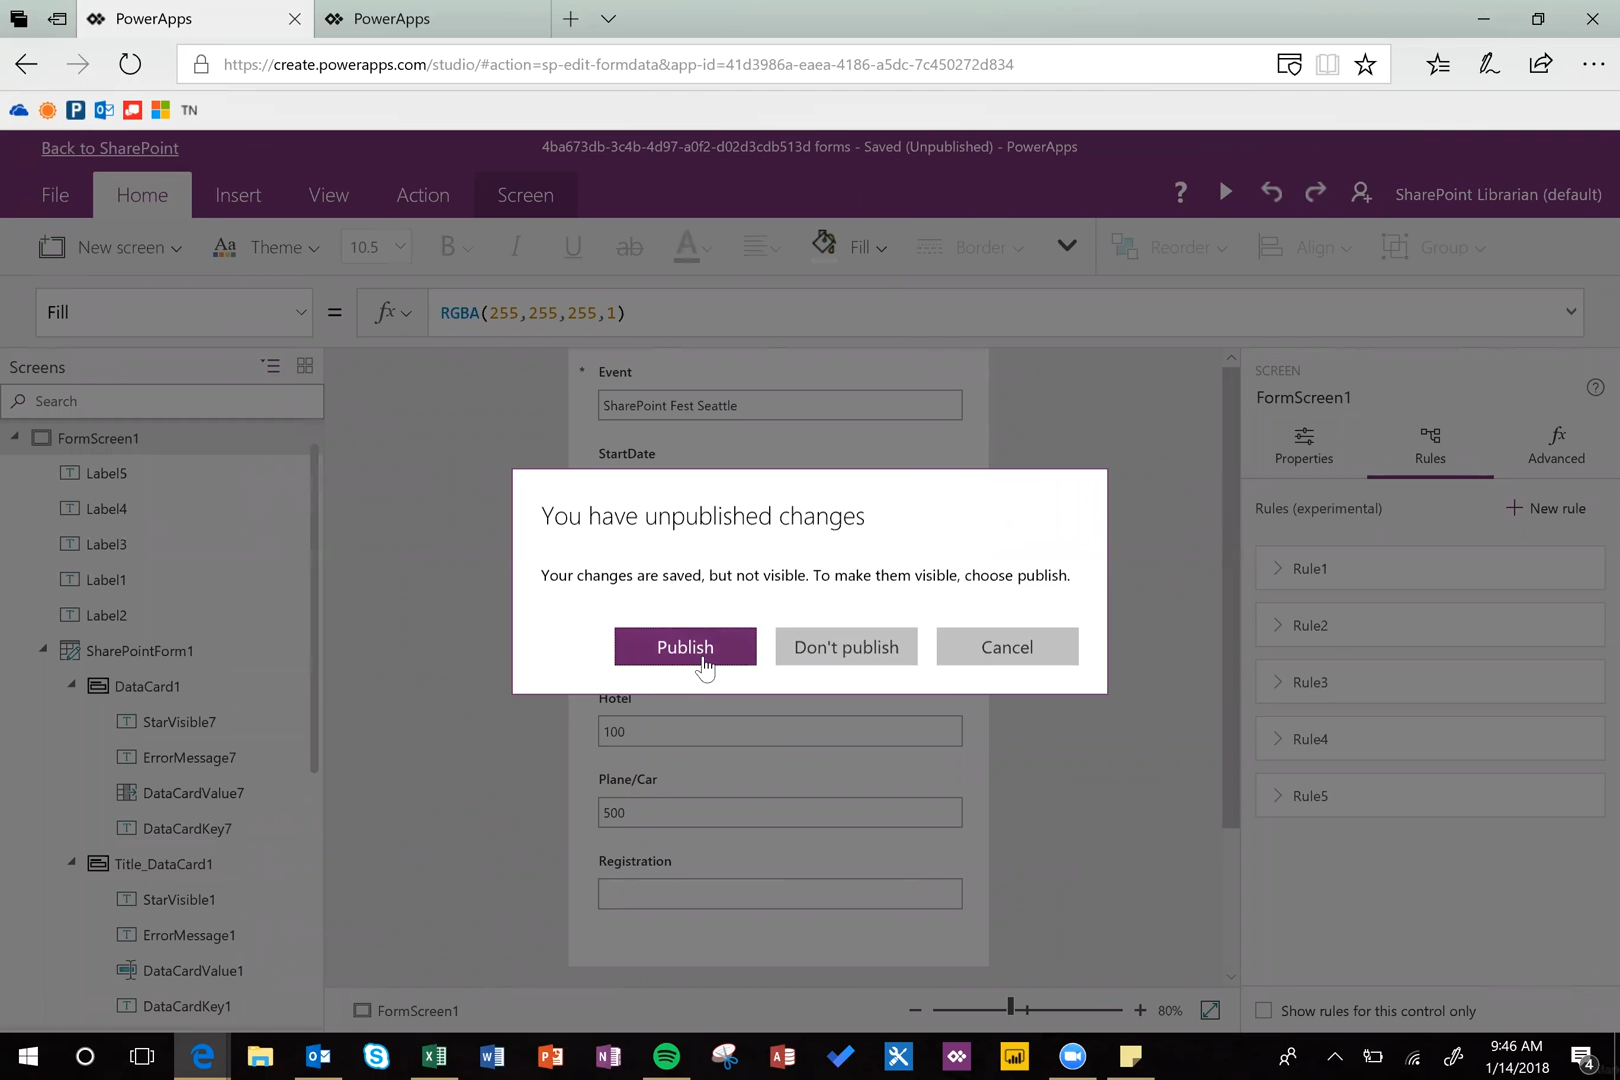 PowerApps
PowerApps
https://create.powerapps.com/studio/#action=sp-edit-formdata&app-id=41d3986a-eaea-4186-a5dc-7c450272d834
TN
Back to SharePoint
4ba673db-3c4b-4d97-a0f2-d02d3cdb513d forms - Saved (Unpublished) - PowerApps
File Home Insert View Action Screen
SharePoint Librarian (default)
New screen Theme 10.5 B I U ab A Fill Border Reorder Align Group
Fill = fx RGBA(255,255,255,1)
Screens
Search
FormScreen1
Label5
Label4
Label3
Label1
Label2
SharePointForm1
DataCard1
StarVisible7
ErrorMessage7
DataCardValue7
DataCardKey7
Title_DataCard1
StarVisible1
ErrorMessage1
DataCardValue1
DataCardKey1
* Event
SharePoint Fest Seattle
StartDate
You have unpublished changes
Your changes are saved, but not visible. To make them visible, choose publish.
Publish Don't publish Cancel
Hotel
100
Plane/Car
500
Registration
FormScreen1
80%
SCREEN
FormScreen1
Properties Rules Advanced
Rules (experimental) New rule
Rule1
Rule2
Rule3
Rule4
Rule5
Show rules for this control only
9:46 AM
1/14/2018
4